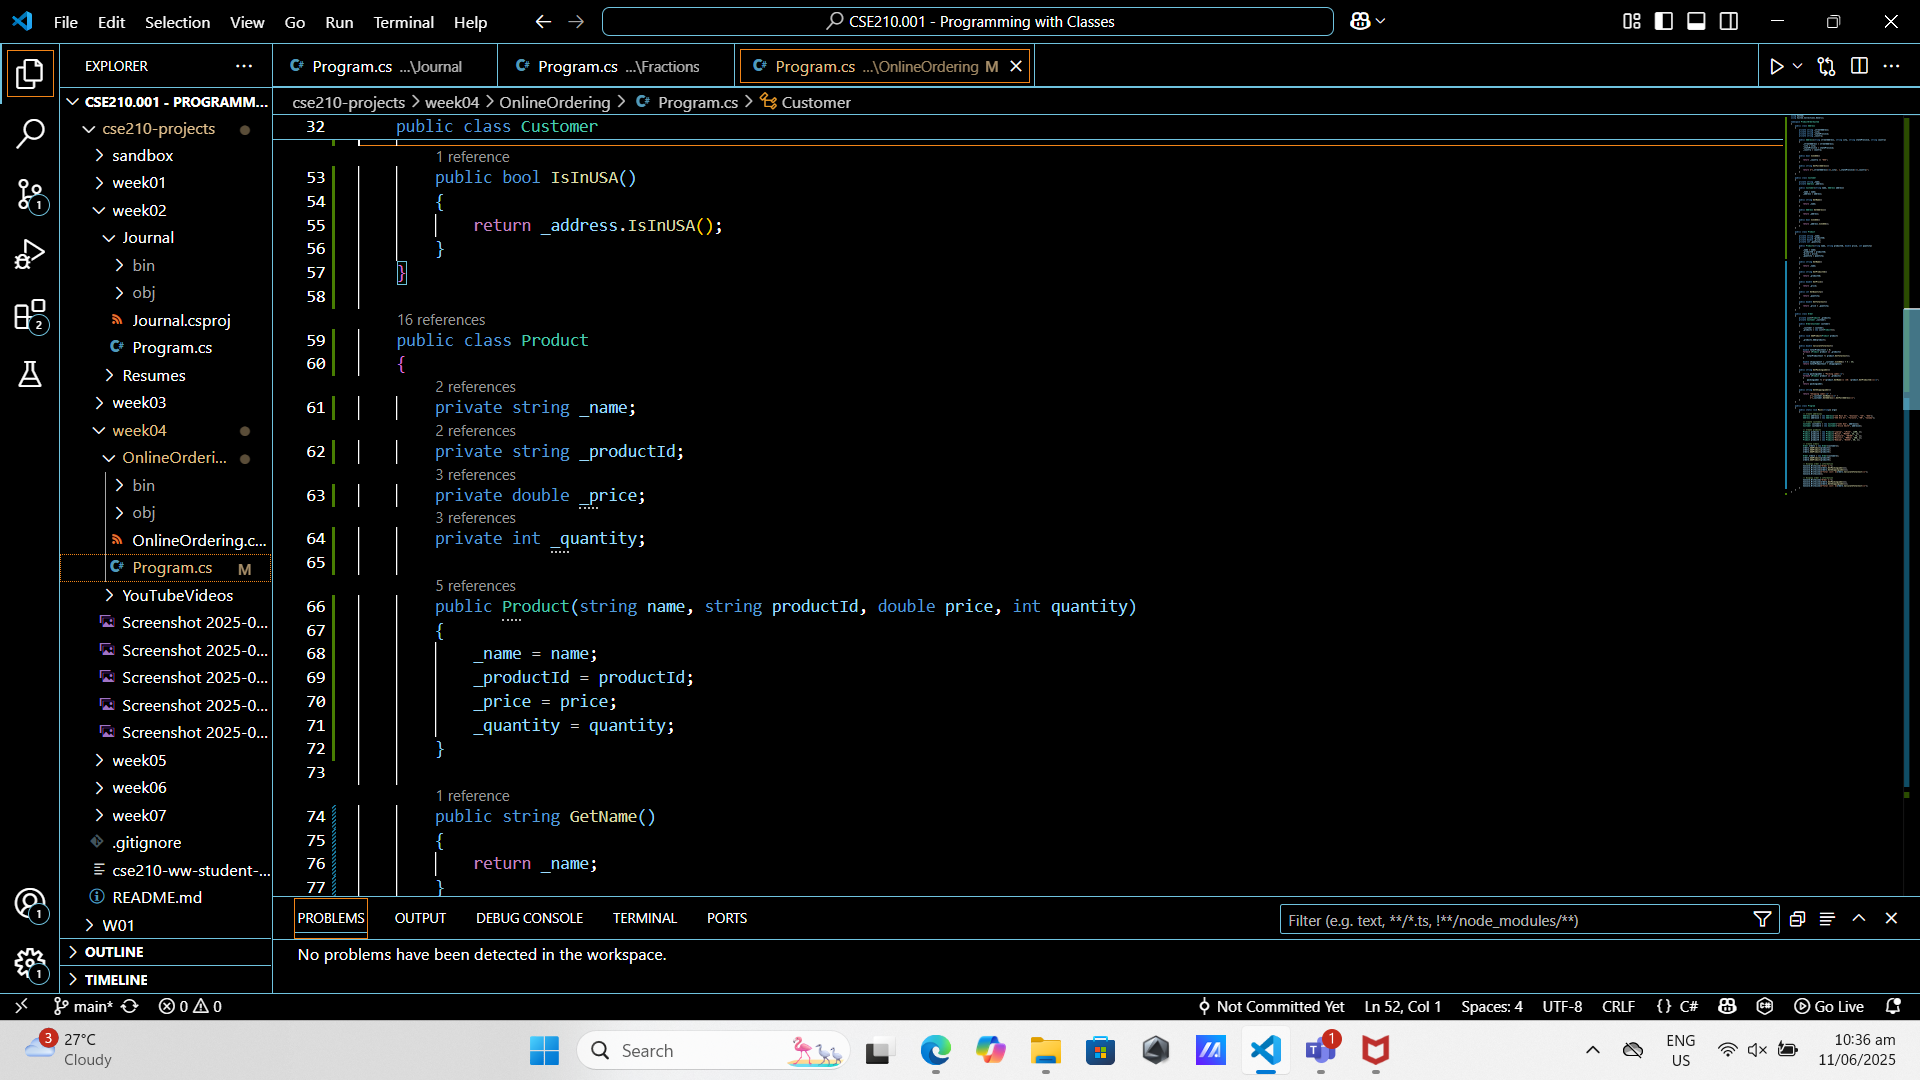 File Edit Selection View Go Run Terminal Help
CSE210.001 - Programming with Classes
EXPLORER
Program.cs ...\Journal
Program.cs ...\Fractions
Program.cs ...\OnlineOrdering M
CSE210.001 - PROGRAMM...
cse210-projects
sandbox
week01
week02
Journal
bin
obj
Journal.csproj
Program.cs
Resumes
week03
week04
OnlineOrderi...
bin
obj
OnlineOrdering.c...
Program.cs M
YouTubeVideos
Screenshot 2025-0...
Screenshot 2025-0...
Screenshot 2025-0...
Screenshot 2025-0...
Screenshot 2025-0...
week05
week06
week07
.gitignore
cse210-ww-student-...
README.md
W01
OUTLINE
TIMELINE
cse210-projects > week04 > OnlineOrdering > Program.cs > Customer
32 public class Customer
1 reference
53 public bool IsInUSA()
54 {
55 return _address.IsInUSA();
56 }
57 }
58
16 references
59 public class Product
60 {
2 references
61 private string _name;
2 references
62 private string _productId;
3 references
63 private double _price;
3 references
64 private int _quantity;
65
5 references
66 public Product(string name, string productId, double price, int quantity)
67 {
68 _name = name;
69 _productId = productId;
70 _price = price;
71 _quantity = quantity;
72 }
73
1 reference
74 public string GetName()
75 {
76 return _name;
77 }
PROBLEMS OUTPUT DEBUG CONSOLE TERMINAL PORTS
Filter (e.g. text, **/*.ts, !**/node_modules/**)
No problems have been detected in the workspace.
1
2
1
1
main* 0 0
Not Committed Yet Ln 52, Col 1 Spaces: 4 UTF-8 CRLF {} C# Go Live
3
27°C
Cloudy
Search
1
ENG
US
10:36 am
11/06/2025